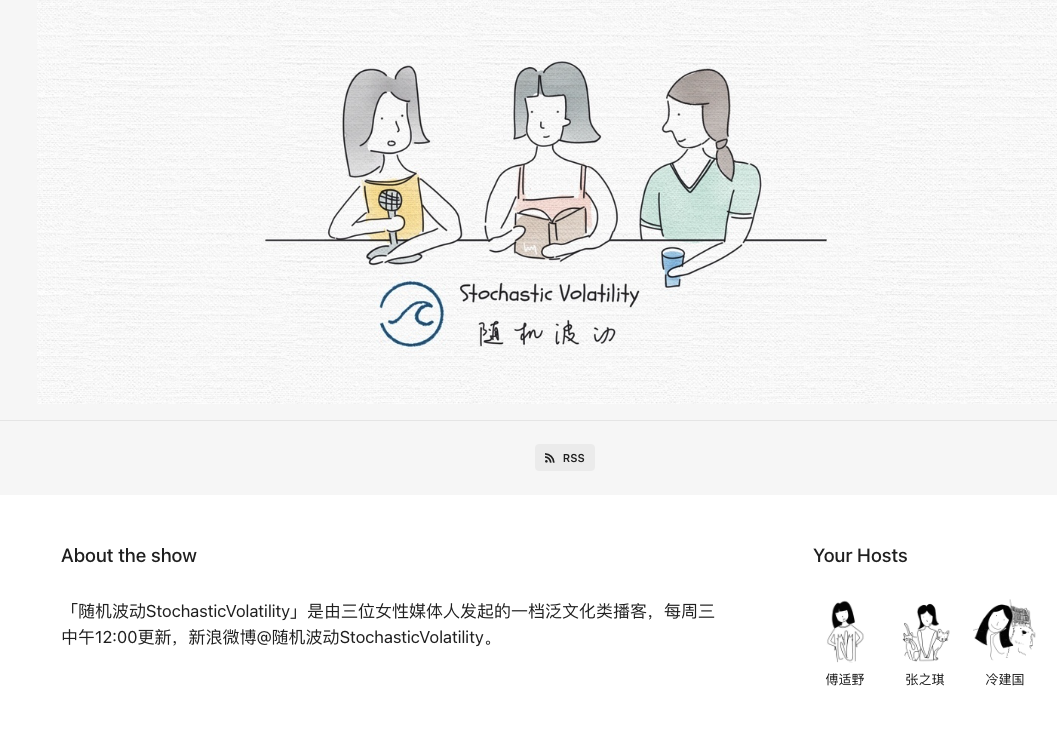 Stochastic Volatility
随机波动
RSS
About the show
「随机波动StochasticVolatility」是由三位女性媒体人发起的一档泛文化类播客，每周三
中午12:00更新，新浪微博@随机波动StochasticVolatility。
Your Hosts
傅适野
张之琪
冷建国